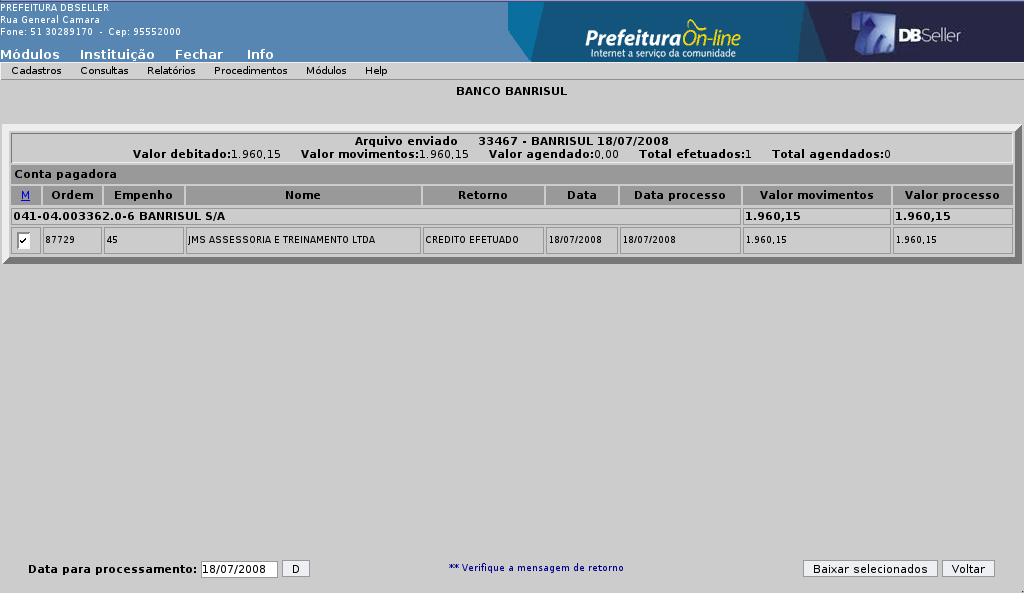 PREFEITURA DBSELLER
Rua General Camara
Fone: 51 30289170 - Cep: 95552000
Módulos Instituição Fechar Info
PrefeituraOn-line
Internet a serviço da comunidade
DBSeller
Cadastros Consultas Relatórios Procedimentos Módulos Help
BANCO BANRISUL
Arquivo enviado 33467 - BANRISUL 18/07/2008
Valor debitado:1.960,15 Valor movimentos:1.960,15 Valor agendado:0,00 Total efetuados:1 Total agendados:0
Conta pagadora
M Ordem Empenho Nome Retorno Data Data processo Valor movimentos Valor processo
041-04.003362.0-6 BANRISUL S/A 1.960,15 1.960,15
87729 45 JMS ASSESSORIA E TREINAMENTO LTDA CREDITO EFETUADO 18/07/2008 18/07/2008 1.960,15 1.960,15
Data para processamento: 18/07/2008 D ** Verifique a mensagem de retorno Baixar selecionados Voltar